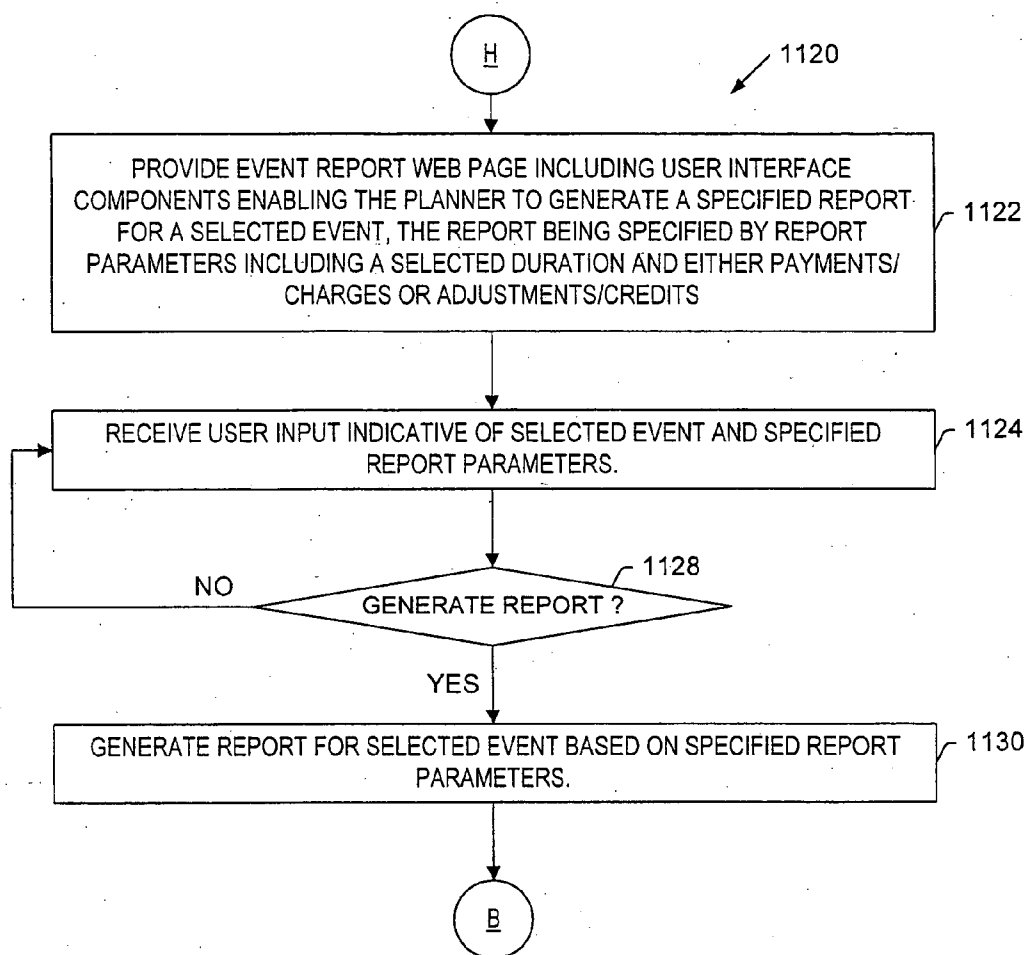 H
1120
PROVIDE EVENT REPORT WEB PAGE INCLUDING USER INTERFACE
COMPONENTS ENABLING THE PLANNER TO GENERATE A SPECIFIED REPORT
FOR A SELECTED EVENT, THE REPORT BEING SPECIFIED BY REPORT
PARAMETERS INCLUDING A SELECTED DURATION AND EITHER PAYMENTS/
CHARGES OR ADJUSTMENTS/CREDITS
1122
RECEIVE USER INPUT INDICATIVE OF SELECTED EVENT AND SPECIFIED
REPORT PARAMETERS.
1124
1128
NO
GENERATE REPORT ?
YES
GENERATE REPORT FOR SELECTED EVENT BASED ON SPECIFIED REPORT
PARAMETERS.
1130
B